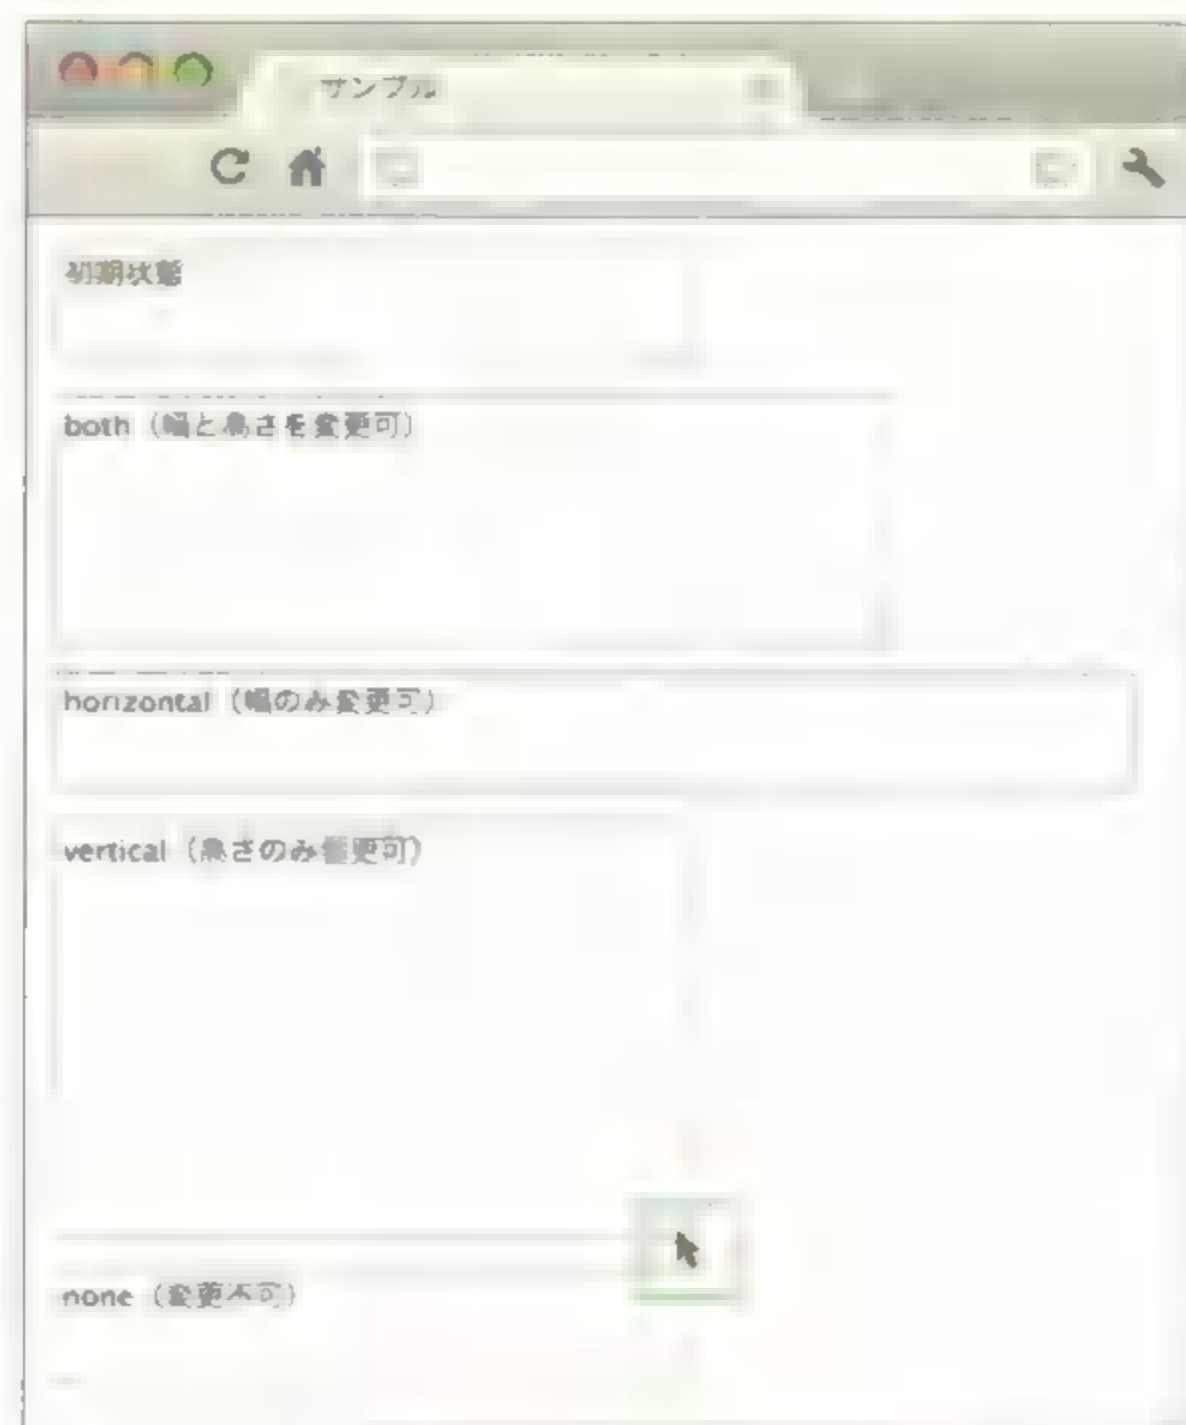 サンプル
初期状態
both（幅と高さを変更可）
horizontal（幅のみ変更可）
vertical（高さのみ変更可）
none（変更不可）